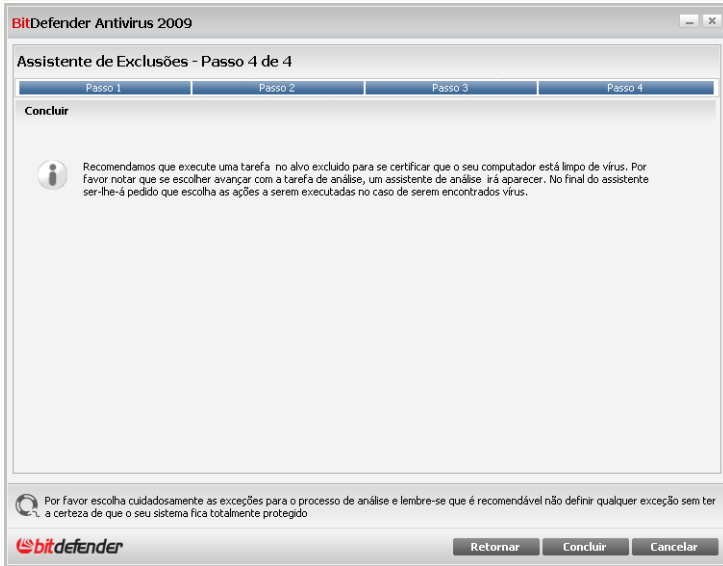 BitDefender Antivirus 2009
Assistente de Exclusões - Passo 4 de 4
Passo 1 Passo 2 Passo 3 Passo 4
Concluir
Recomendamos que execute uma tarefa no alvo excluido para se certificar que o seu computador está limpo de vírus. Por
favor notar que se escolher avançar com a tarefa de análise, um assistente de análise irá aparecer. No final do assistente
ser-lhe-á pedido que escolha as ações a serem executadas no caso de serem encontrados vírus.
Por favor escolha cuidadosamente as exceções para o processo de análise e lembre-se que é recomendável não definir qualquer exceção sem ter
a certeza de que o seu sistema fica totalmente protegido
bitdefender
Retornar Concluir Cancelar